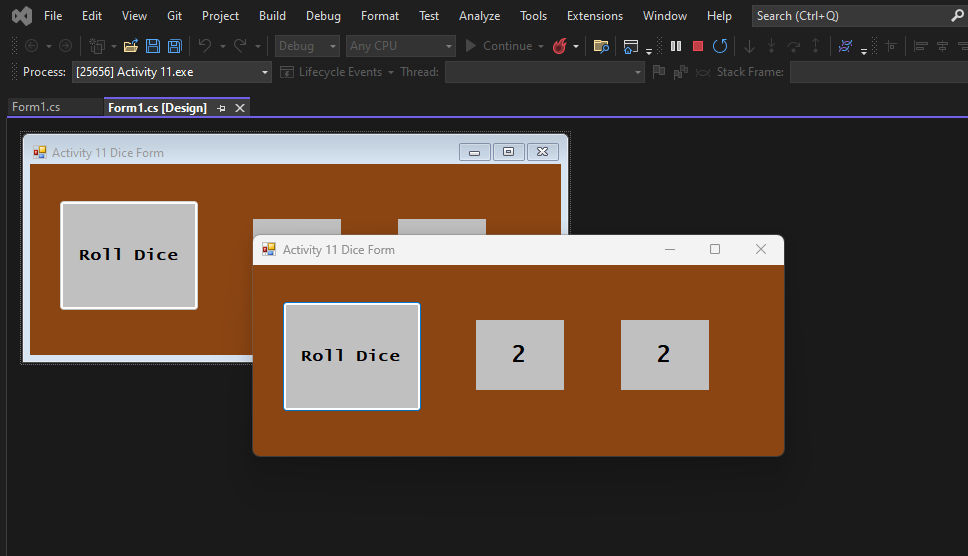 File Edit View Git Project Build Debug Format Test Analyze Tools Extensions Window Help Search (Ctrl+Q)
Debug Any CPU Continue
Process: [25656] Activity 11.exe Lifecycle Events Thread: Stack Frame:
Form1.cs Form1.cs [Design]
Activity 11 Dice Form
Roll Dice
Activity 11 Dice Form
Roll Dice 2 2